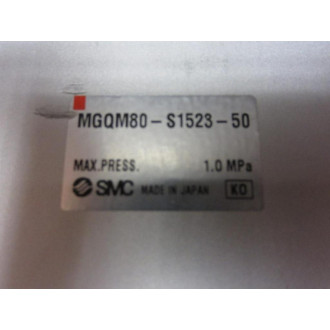 MGQM80-S1523-50
MAX.PRESS. 1.0 MPa
SMC MADE IN JAPAN KO